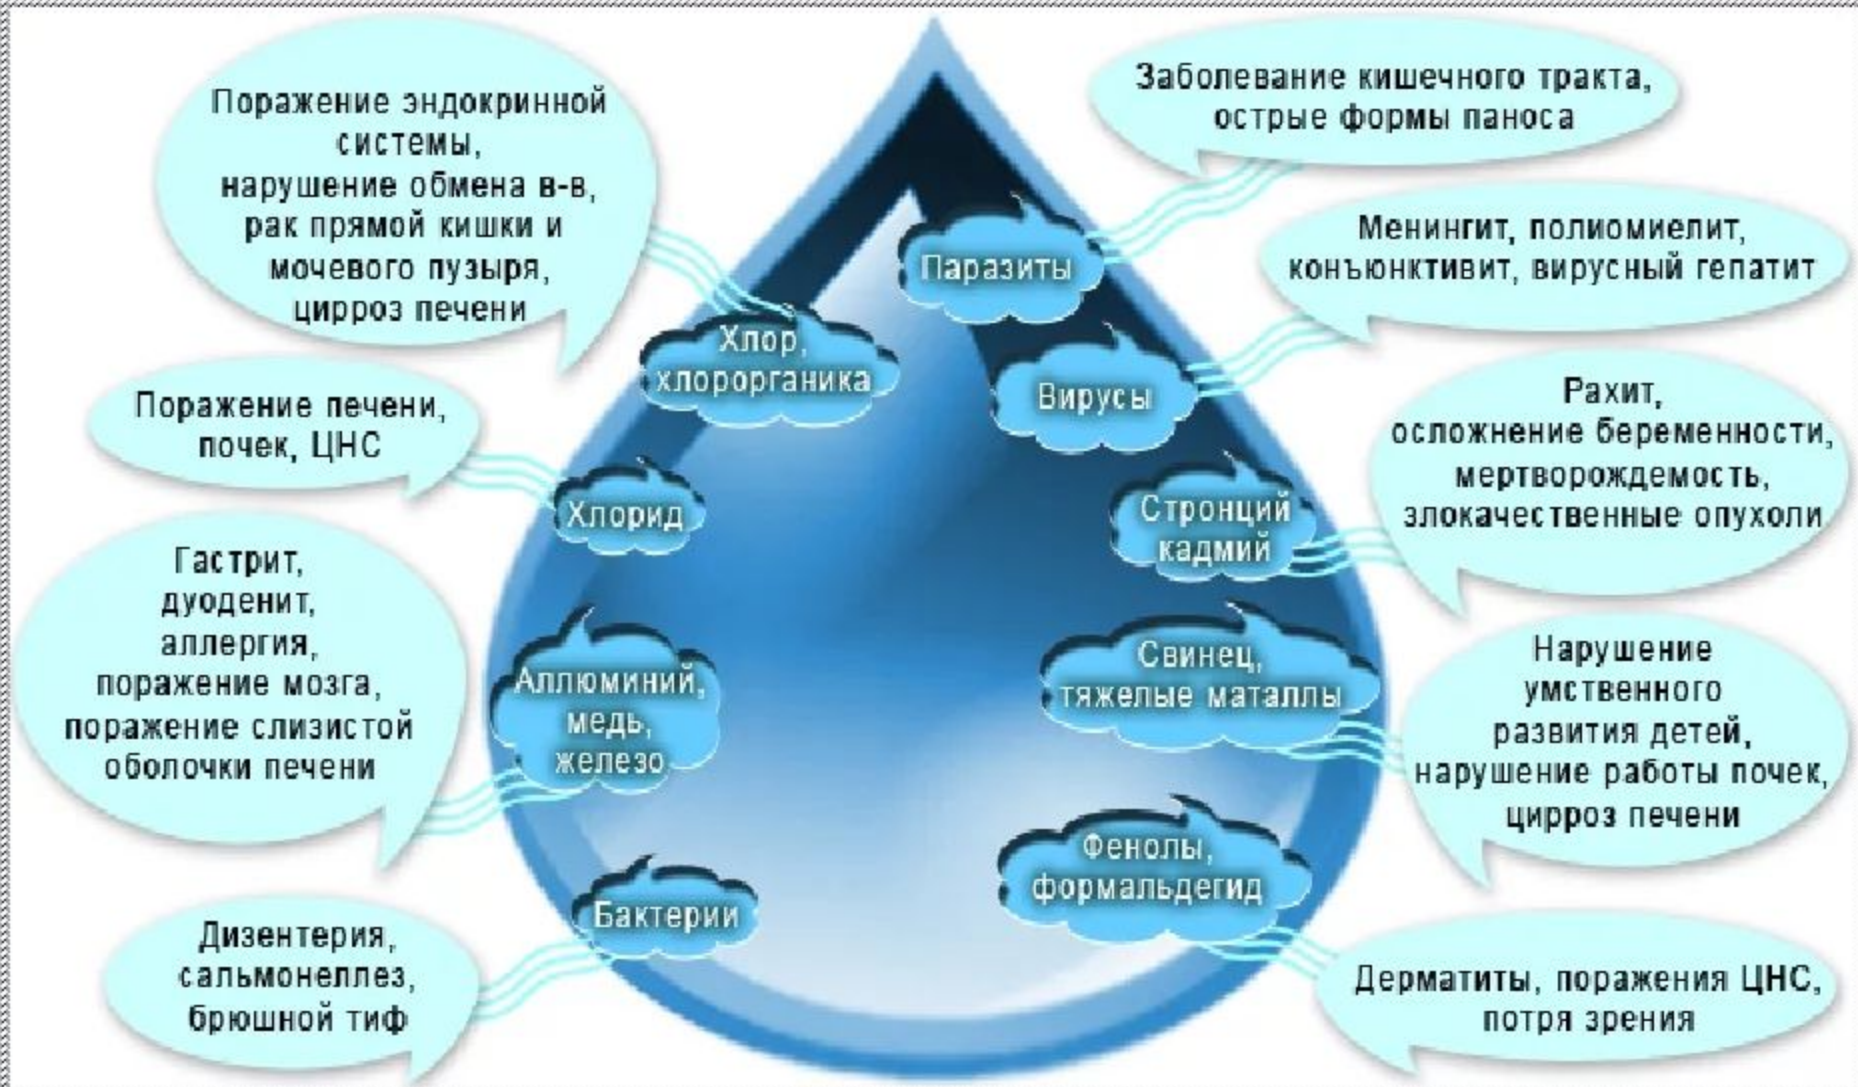 Поражение эндокринной
системы,
нарушение обмена в-в,
рак прямой кишки и
мочевого пузыря,
цирроз печени
Хлор,
хлорорганика
Поражение печени,
почек, ЦНС
Хлорид
Гастрит,
дуоденит,
аллергия,
поражение мозга,
поражение слизистой
оболочки печени
Аллюминий,
медь,
железо
Дизентерия,
сальмонеллез,
брюшной тиф
Бактерии
Заболевание кишечного тракта,
острые формы паноса
Паразиты
Менингит, полиомиелит,
конъюнктивит, вирусный гепатит
Вирусы
Рахит,
осложнение беременности,
мертворождемость,
злокачественные опухоли
Стронций
кадмий
Нарушение
умственного
развития детей,
нарушение работы почек,
цирроз печени
Свинец,
тяжелые маталлы
Фенолы,
формальдегид
Дерматиты, поражения ЦНС,
потря зрения